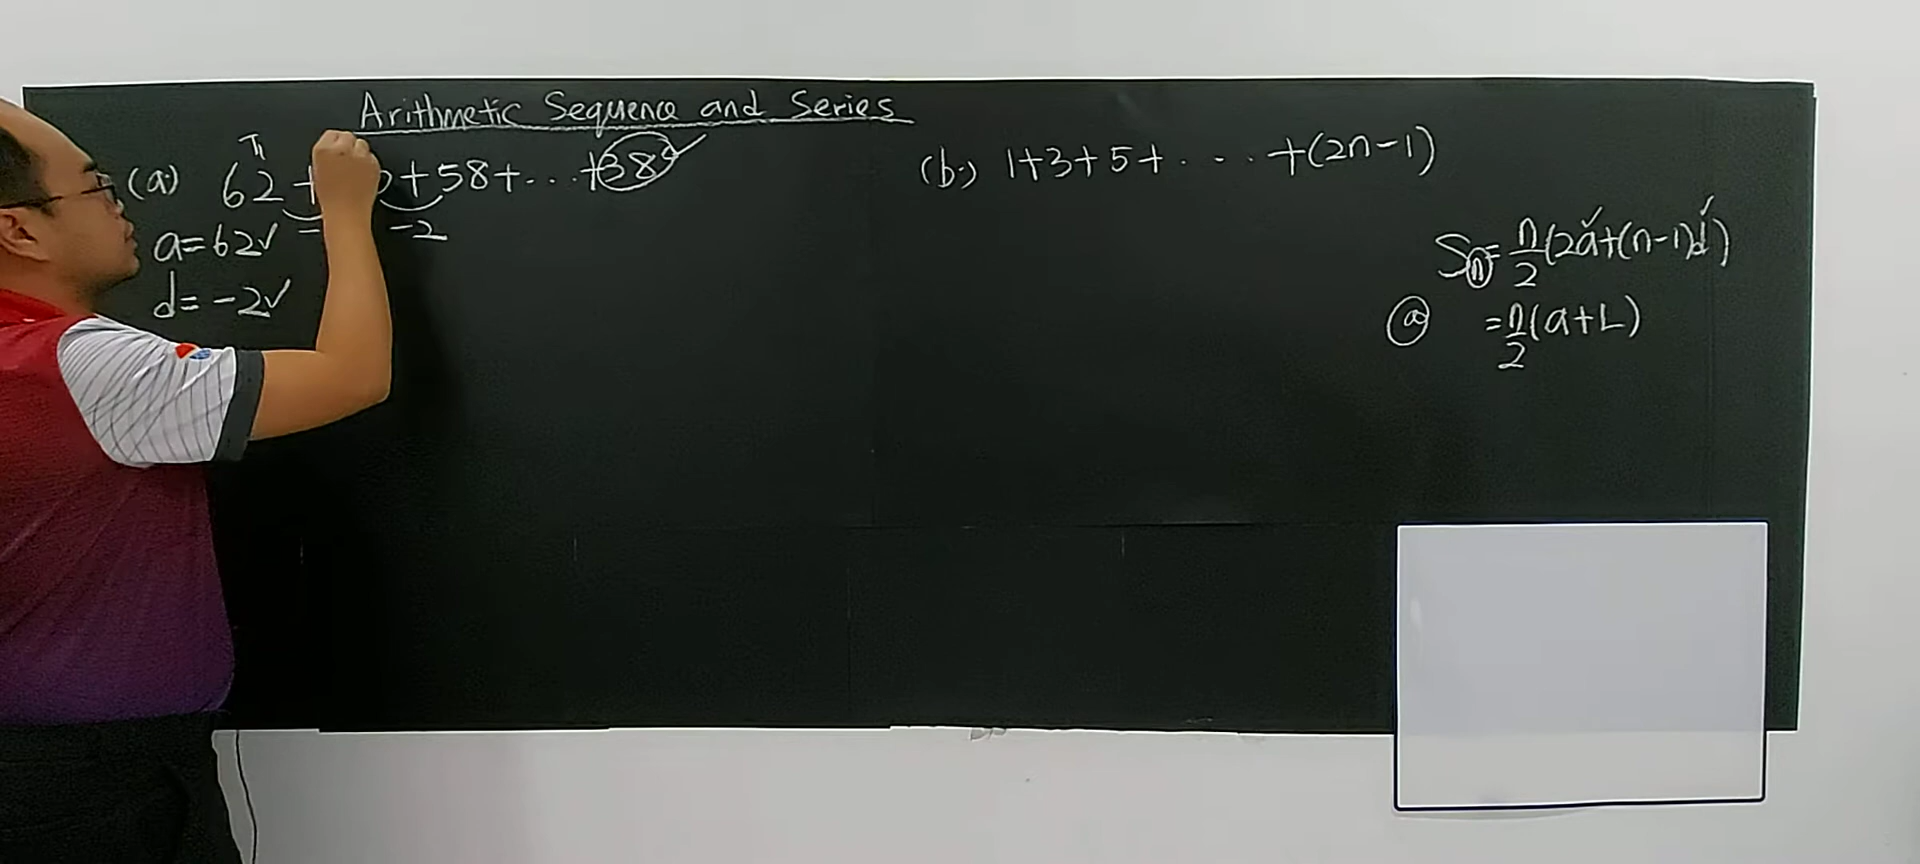 Arithmetic Sequence and Series
T1
(a) 62 + + 58 + ... + 38
-2
a = 62 ✓
d = -2 ✓
(b.) 1 + 3 + 5 + .... + (2n - 1)
Sn = n/2 (2a + (n - 1)d)
= n/2 (a + L)